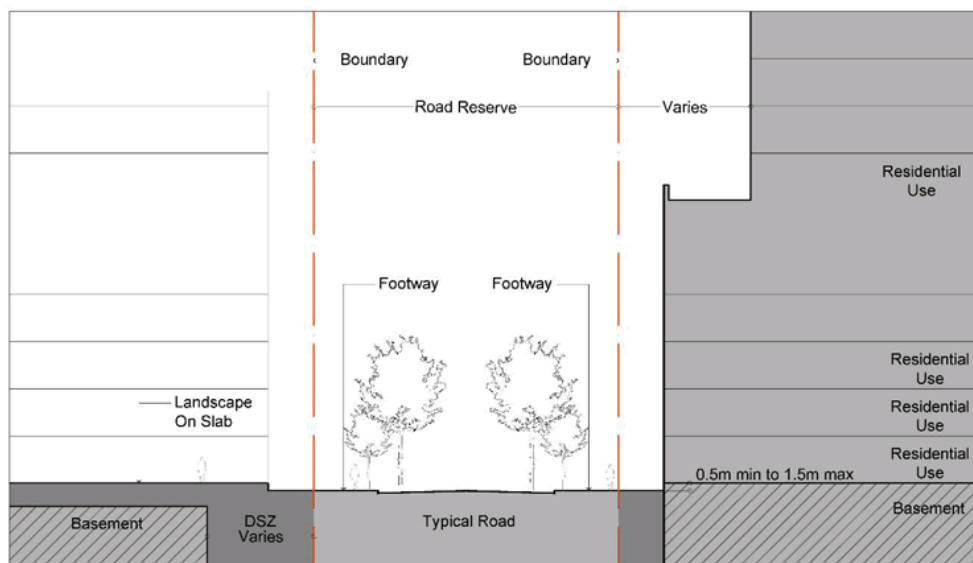 Boundary
Boundary
Road Reserve
Varies
Residential
Use
Footway
Footway
Residential
Use
Landscape
On Slab
Residential
Use
Residential
Use
0.5m min to 1.5m max
Basement
Basement
DSZ
Varies
Typical Road